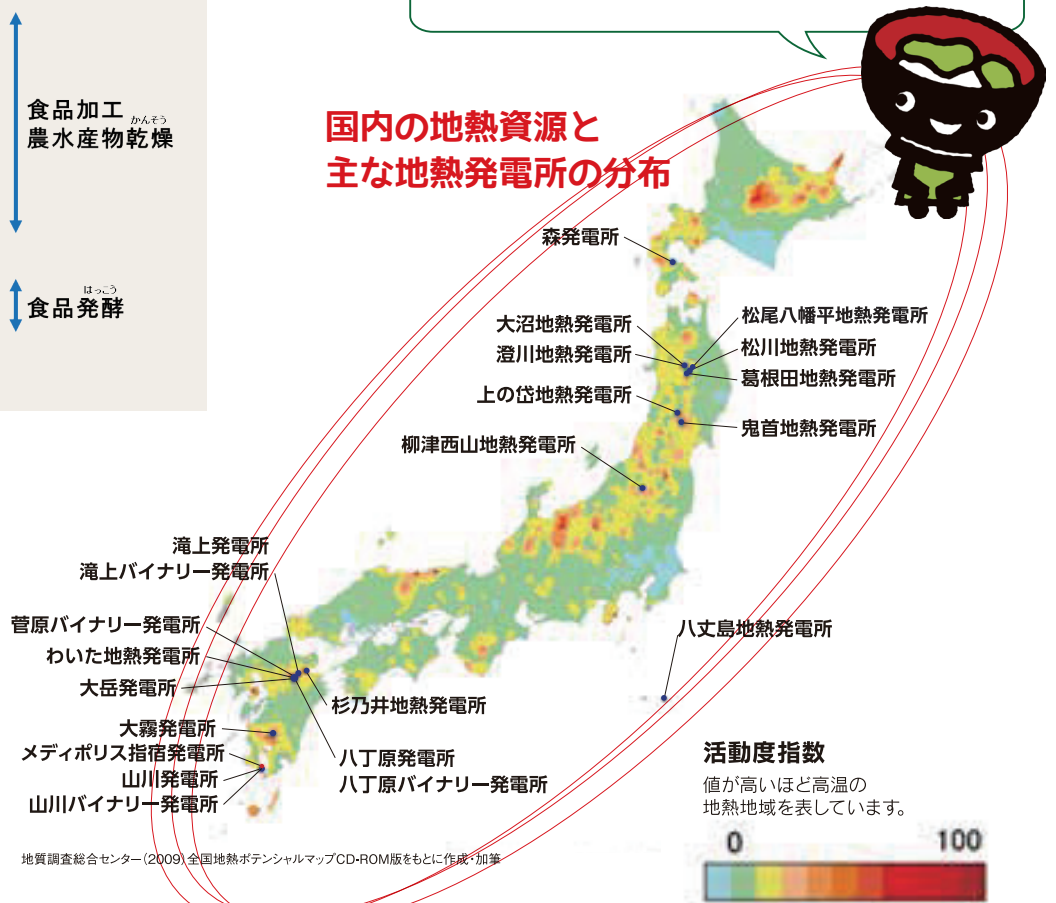 食品加工
かんそう
農水産物乾燥
はっこう
食品発酵
国内の地熱資源と
主な地熱発電所の分布
森発電所
大沼地熱発電所
澄川地熱発電所
上の岱地熱発電所
柳津西山地熱発電所
松尾八幡平地熱発電所
松川地熱発電所
葛根田地熱発電所
鬼首地熱発電所
滝上発電所
滝上バイナリー発電所
菅原バイナリー発電所
わいた地熱発電所
大岳発電所
大霧発電所
メディポリス指宿発電所
山川発電所
山川バイナリー発電所
杉乃井地熱発電所
八丁原発電所
八丁原バイナリー発電所
八丈島地熱発電所
活動度指数
値が高いほど高温の
地熱地域を表しています。
0 100
地質調査総合センター(2009)全国地熱ポテンシャルマップCD-ROM版をもとに作成・加筆